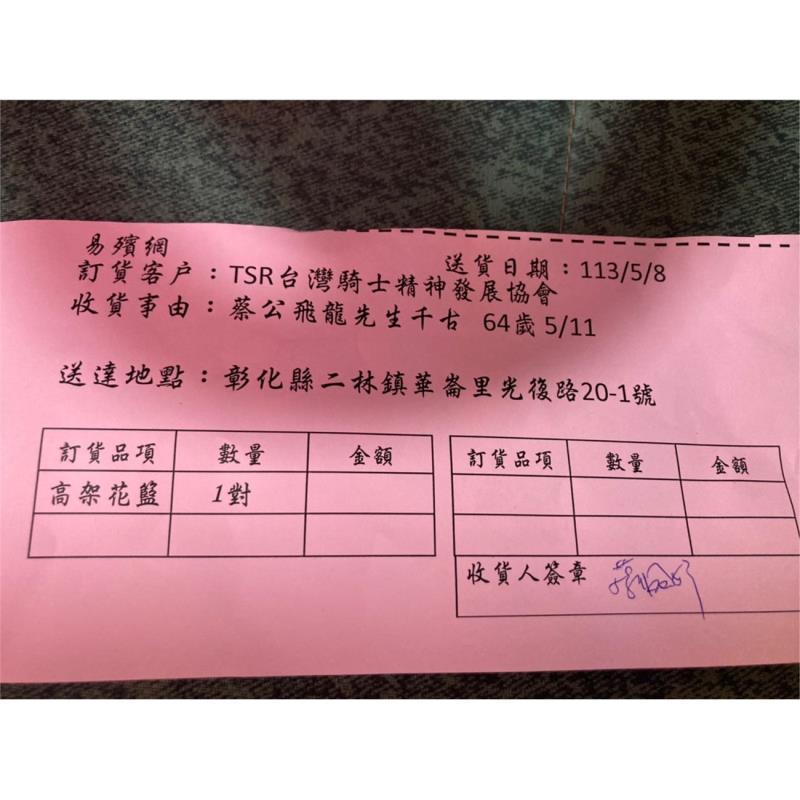 易殯網
送貨日期：113/5/8
訂貨客户：TSR台灣騎士精神發展協會
收貨事由：蔡公飛龍先生千古 64歲 5/11
送達地點：彰化縣二林鎮華崙里光復路20-1號
訂貨品項 數量 金額
高架花籃 1對
訂貨品項 數量 金額
收貨人簽章